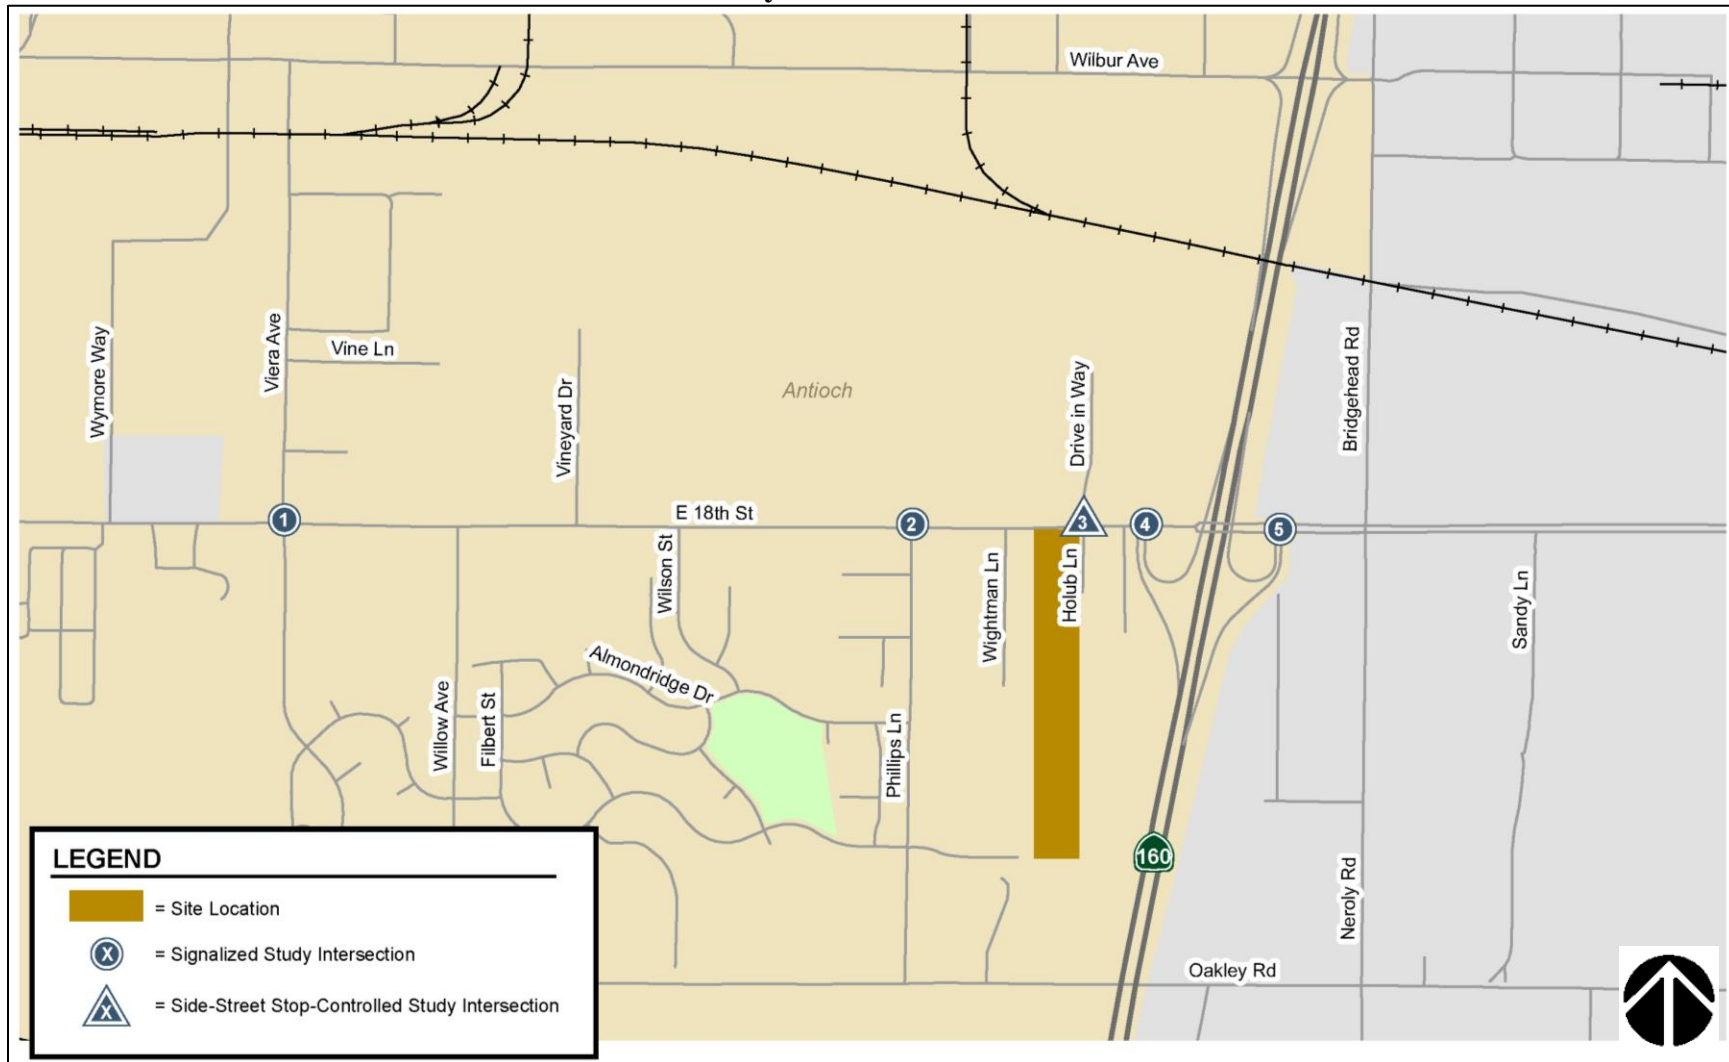 Wilbur Ave
Wymore Way
Viera Ave
Vine Ln
Vineyard Dr
Antioch
Drive in Way
Bridgehead Rd
E 18th St
1
2
3
4
5
Wilson St
Wightman Ln
Holub Ln
Sandy Ln
Almondridge Dr
Willow Ave
Filbert St
Phillips Ln
160
Neroly Rd
Oakley Rd
LEGEND
= Site Location
X
= Signalized Study Intersection
X
= Side-Street Stop-Controlled Study Intersection